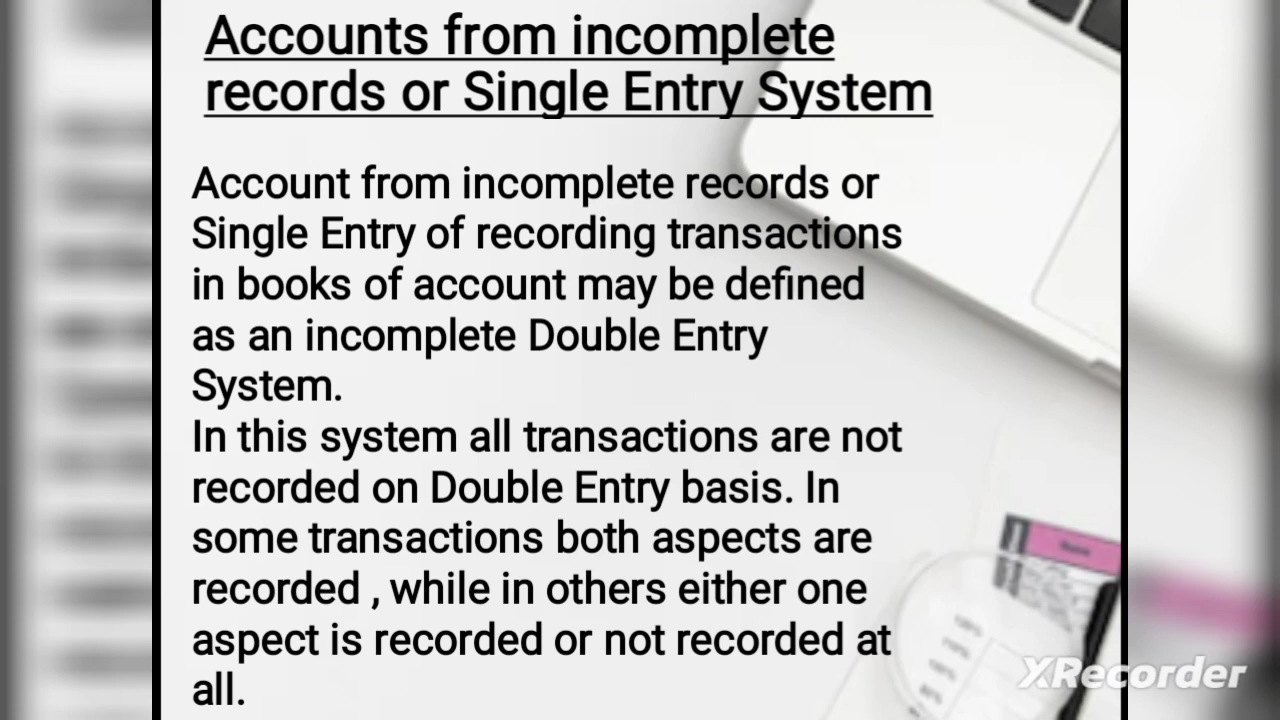 Accounts from incomplete
records or Single Entry System
Account from incomplete records or
Single Entry of recording transactions
in books of account may be defined
as an incomplete Double Entry
System.
In this system all transactions are not
recorded on Double Entry basis. In
some transactions both aspects are
recorded , while in others either one
aspect is recorded or not recorded at
all.
XRecorder